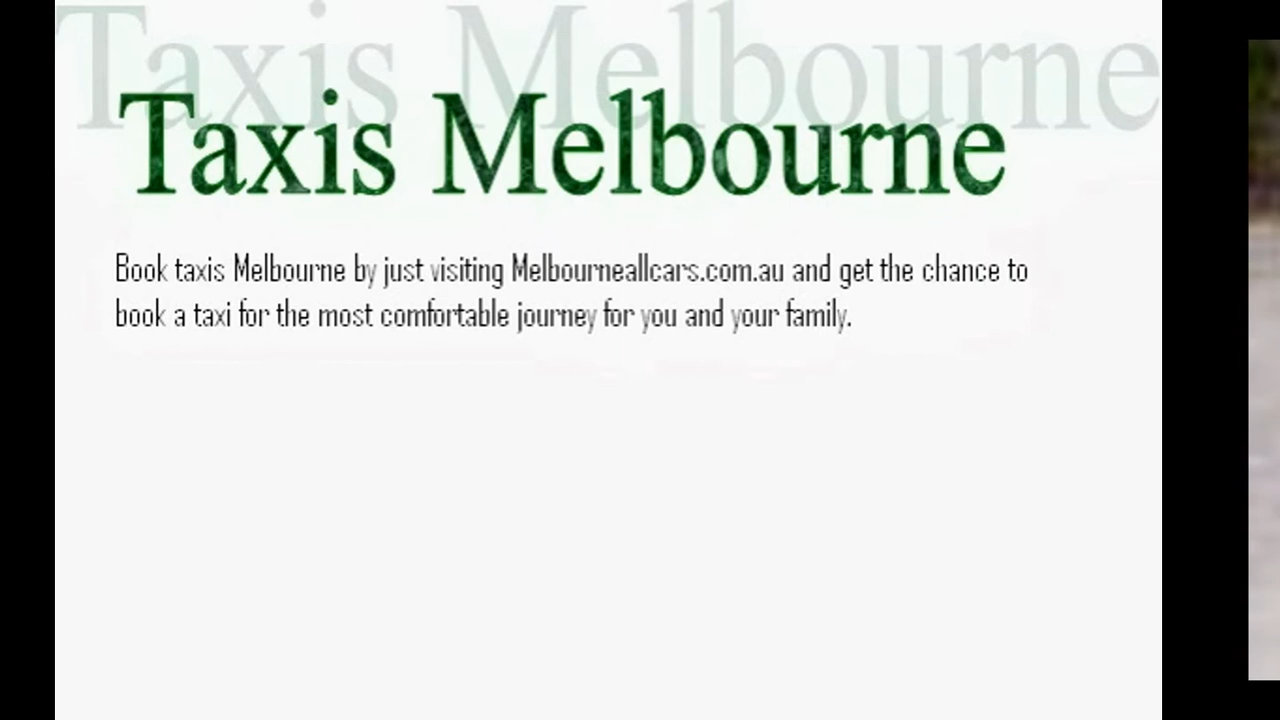 Taxis Melbourne
Taxis Melbourne
Book taxis Melbourne by just visiting Melbourneallcars.com.au and get the chance to
book a taxi for the most comfortable journey for you and your family.